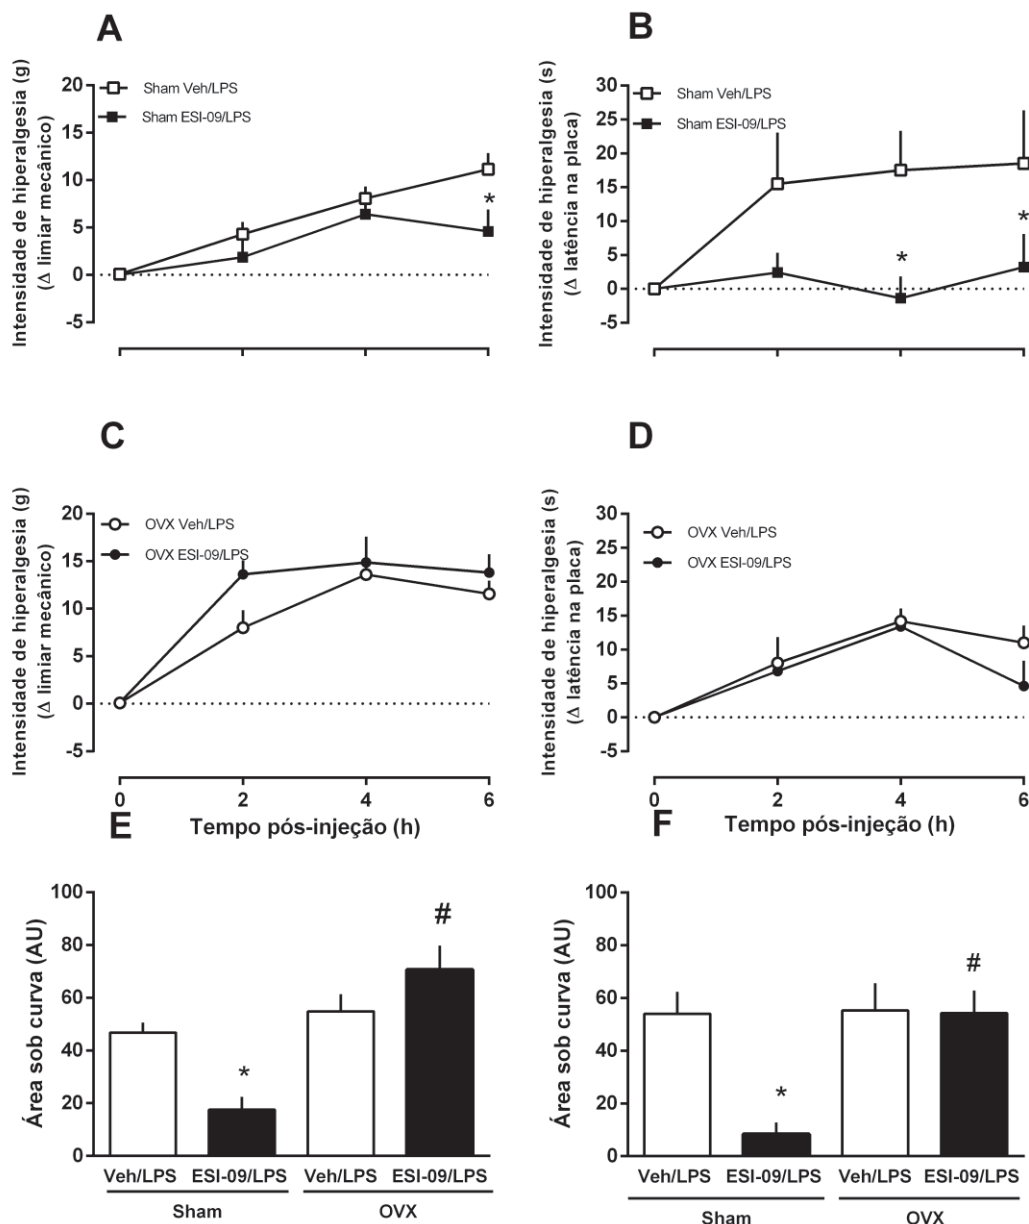 A
Intensidade de hiperalgesia (g)
(Δ limiar mecânico)
20
15
10
5
0
-5
Sham Veh/LPS
Sham ESI-09/LPS
*
B
Intensidade de hiperalgesia (s)
(Δ latência na placa)
30
25
20
15
10
5
0
-5
Sham Veh/LPS
Sham ESI-09/LPS
*
*
C
Intensidade de hiperalgesia (g)
(Δ limiar mecânico)
20
15
10
5
0
-5
OVX Veh/LPS
OVX ESI-09/LPS
0 2 4 6
Tempo pós-injeção (h)
D
Intensidade de hiperalgesia (s)
(Δ latência na placa)
30
25
20
15
10
5
0
-5
OVX Veh/LPS
OVX ESI-09/LPS
0 2 4 6
Tempo pós-injeção (h)
E
Área sob curva (AU)
100
80
60
40
20
0
*
#
Veh/LPS ESI-09/LPS Veh/LPS ESI-09/LPS
Sham OVX
F
Área sob curva (AU)
100
80
60
40
20
0
*
#
Veh/LPS ESI-09/LPS Veh/LPS ESI-09/LPS
Sham OVX